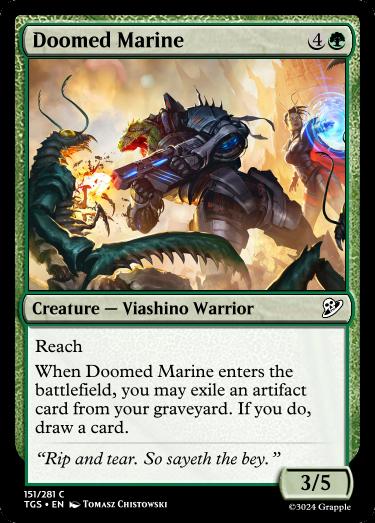 Doomed Marine 4
Creature — Viashino Warrior
Reach
When Doomed Marine enters the
battlefield, you may exile an artifact
card from your graveyard. If you do,
draw a card.
“Rip and tear. So sayeth the bey.”
3/5
151/281 C
TGS • EN Tomasz Chistowski
©3024 Grapple